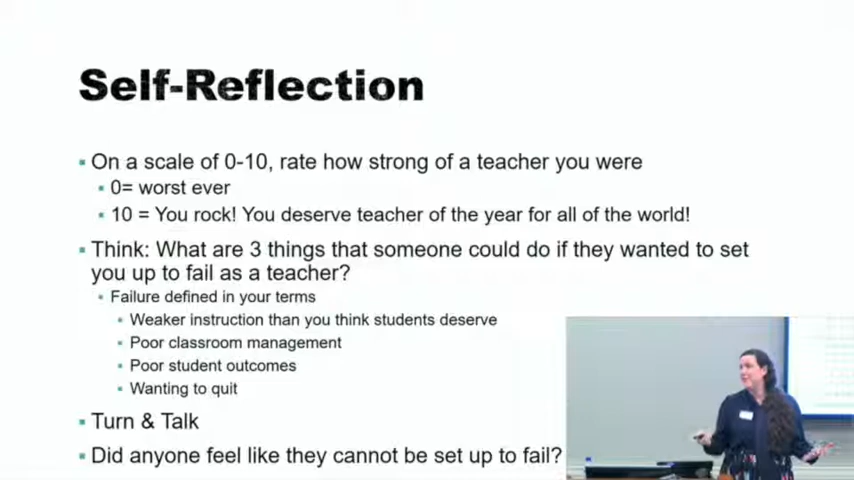 Self-Reflection
▪ On a scale of 0-10, rate how strong of a teacher you were
▪ 0= worst ever
▪ 10 = You rock! You deserve teacher of the year for all of the world!
▪ Think: What are 3 things that someone could do if they wanted to set
you up to fail as a teacher?
▪ Failure defined in your terms
▪ Weaker instruction than you think students deserve
▪ Poor classroom management
▪ Poor student outcomes
▪ Wanting to quit
▪ Turn & Talk
▪ Did anyone feel like they cannot be set up to fail?